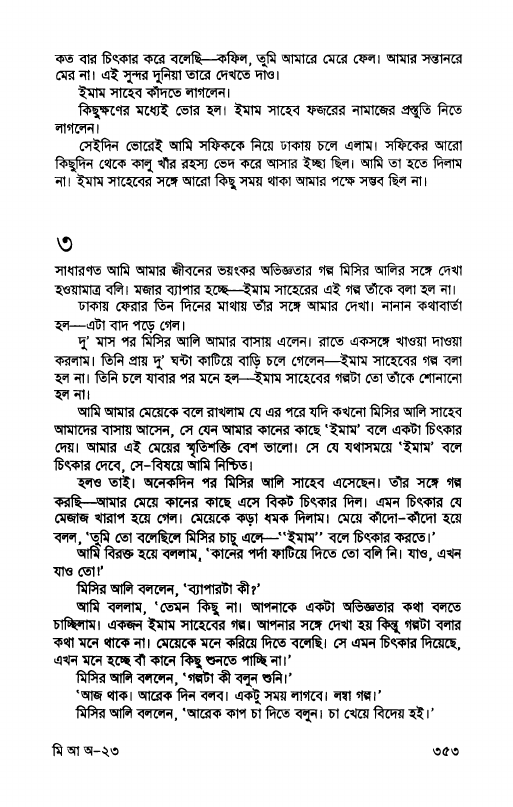 কত বার চিৎকার করে বলেছি—কফিল, তুমি আমারে মেরে ফেল। আমার সন্তানরে
মের না। এই সুন্দর দুনিয়া তারে দেখতে দাও।
ইমাম সাহেব কাঁদতে লাগলেন।
কিছুক্ষণের মধ্যেই ভোর হল। ইমাম সাহেব ফজরের নামাজের প্রস্তুতি নিতে
লাগলেন।
সেইদিন ভোরেই আমি সফিককে নিয়ে ঢাকায় চলে এলাম। সফিকের আরো
কিছুদিন থেকে কালু খাঁর রহস্য ভেদ করে আসার ইচ্ছা ছিল। আমি তা হতে দিলাম
না। ইমাম সাহেবের সঙ্গে আরো কিছু সময় থাকা আমার পক্ষে সম্ভব ছিল না।
৩
সাধারণত আমি আমার জীবনের ভয়ংকর অভিজ্ঞতার গল্প মিসির আলির সঙ্গে দেখা
হওয়ামাত্র বলি। মজার ব্যাপার হচ্ছে—ইমাম সাহেবের এই গল্প তাঁকে বলা হল না।
ঢাকায় ফেরার তিন দিনের মাথায় তাঁর সঙ্গে আমার দেখা। নানান কথাবার্তা
হল—এটা বাদ পড়ে গেল।
দু' মাস পর মিসির আলি আমার বাসায় এলেন। রাতে একসঙ্গে খাওয়া দাওয়া
করলাম। তিনি প্রায় দু' ঘন্টা কাটিয়ে বাড়ি চলে গেলেন—ইমাম সাহেবের গল্প বলা
হল না। তিনি চলে যাবার পর মনে হল—ইমাম সাহেবের গল্পটা তো তাঁকে শোনানো
হল না।
আমি আমার মেয়েকে বলে রাখলাম যে এর পরে যদি কখনো মিসির আলি সাহেব
আমাদের বাসায় আসেন, সে যেন আমার কানের কাছে 'ইমাম' বলে একটা চিৎকার
দেয়। আমার এই মেয়ের স্মৃতিশক্তি বেশ ভালো। সে যে যথাসময়ে 'ইমাম' বলে
চিৎকার দেবে, সে-বিষয়ে আমি নিশ্চিত।
হলও তাই। অনেকদিন পর মিসির আলি সাহেব এসেছেন। তাঁর সঙ্গে গল্প
করছি—আমার মেয়ে কানের কাছে এসে বিকট চিৎকার দিল। এমন চিৎকার যে
মেজাজ খারাপ হয়ে গেল। মেয়েকে কড়া ধমক দিলাম। মেয়ে কাঁদো-কাঁদো হয়ে
বলল, 'তুমি তো বলেছিলে মিসির চাচু এলে—"ইমাম" বলে চিৎকার করতে।'
আমি বিরক্ত হয়ে বললাম, 'কানের পর্দা ফাটিয়ে দিতে তো বলি নি। যাও, এখন
যাও তো!'
মিসির আলি বললেন, 'ব্যাপারটা কী?'
আমি বললাম, 'তেমন কিছু না। আপনাকে একটা অভিজ্ঞতার কথা বলতে
চাচ্ছিলাম। একজন ইমাম সাহেবের গল্প। আপনার সঙ্গে দেখা হয় কিন্তু গল্পটা বলার
কথা মনে থাকে না। মেয়েকে মনে করিয়ে দিতে বলেছি। সে এমন চিৎকার দিয়েছে,
এখন মনে হচ্ছে বাঁ কানে কিছু শুনতে পাচ্ছি না।'
মিসির আলি বললেন, 'গল্পটা কী বলুন শুনি।'
'আজ থাক। আরেক দিন বলব। একটু সময় লাগবে। লম্বা গল্প।'
মিসির আলি বললেন, 'আরেক কাপ চা দিতে বলুন। চা খেয়ে বিদেয় হই।'
মি আ অ-২৩
৩৫৩